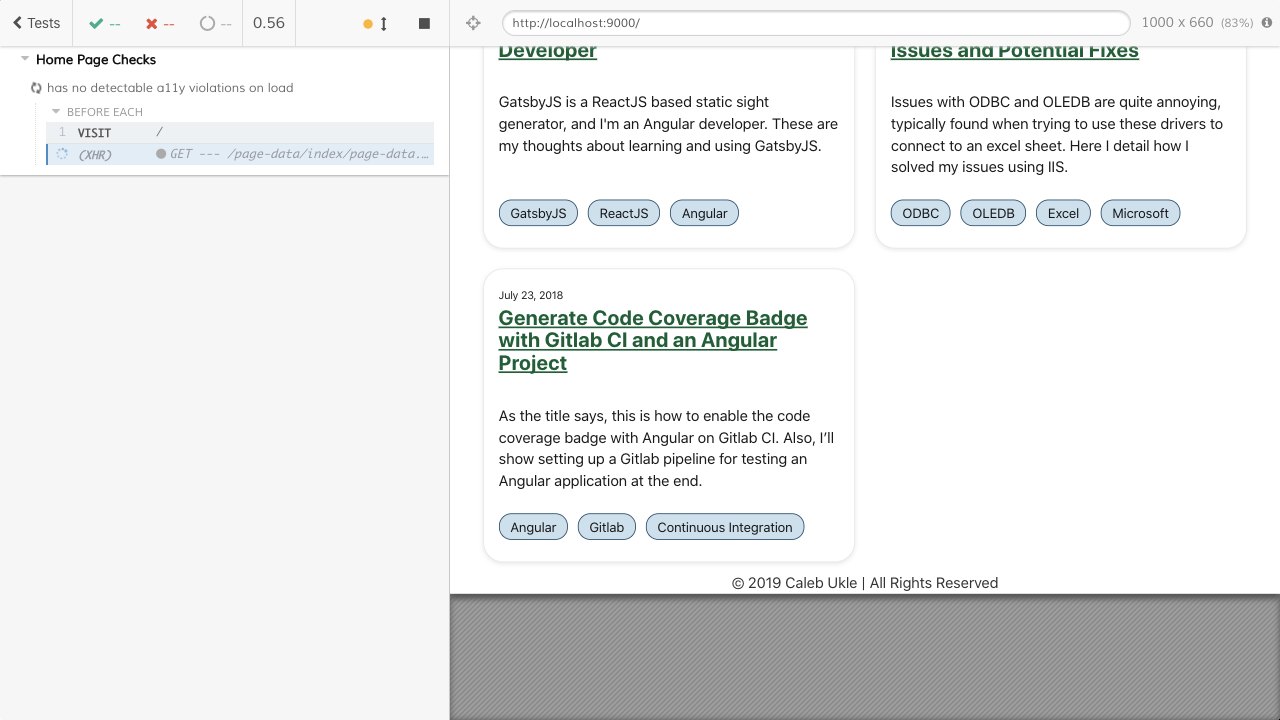 Tests
--
--
--
0.56
http://localhost:9000/
1000 x 660 (83%)
Home Page Checks
has no detectable a11y violations on load
BEFORE EACH
1 VISIT /
(XHR) GET --- /page-data/index/page-data.…
Developer
GatsbyJS is a ReactJS based static sight
generator, and I'm an Angular developer. These are
my thoughts about learning and using GatsbyJS.
GatsbyJS
ReactJS
Angular
Issues and Potential Fixes
Issues with ODBC and OLEDB are quite annoying,
typically found when trying to use these drivers to
connect to an excel sheet. Here I detail how I
solved my issues using IIS.
ODBC
OLEDB
Excel
Microsoft
July 23, 2018
Generate Code Coverage Badge
with Gitlab CI and an Angular
Project
As the title says, this is how to enable the code
coverage badge with Angular on Gitlab CI. Also, I’ll
show setting up a Gitlab pipeline for testing an
Angular application at the end.
Angular
Gitlab
Continuous Integration
© 2019 Caleb Ukle | All Rights Reserved